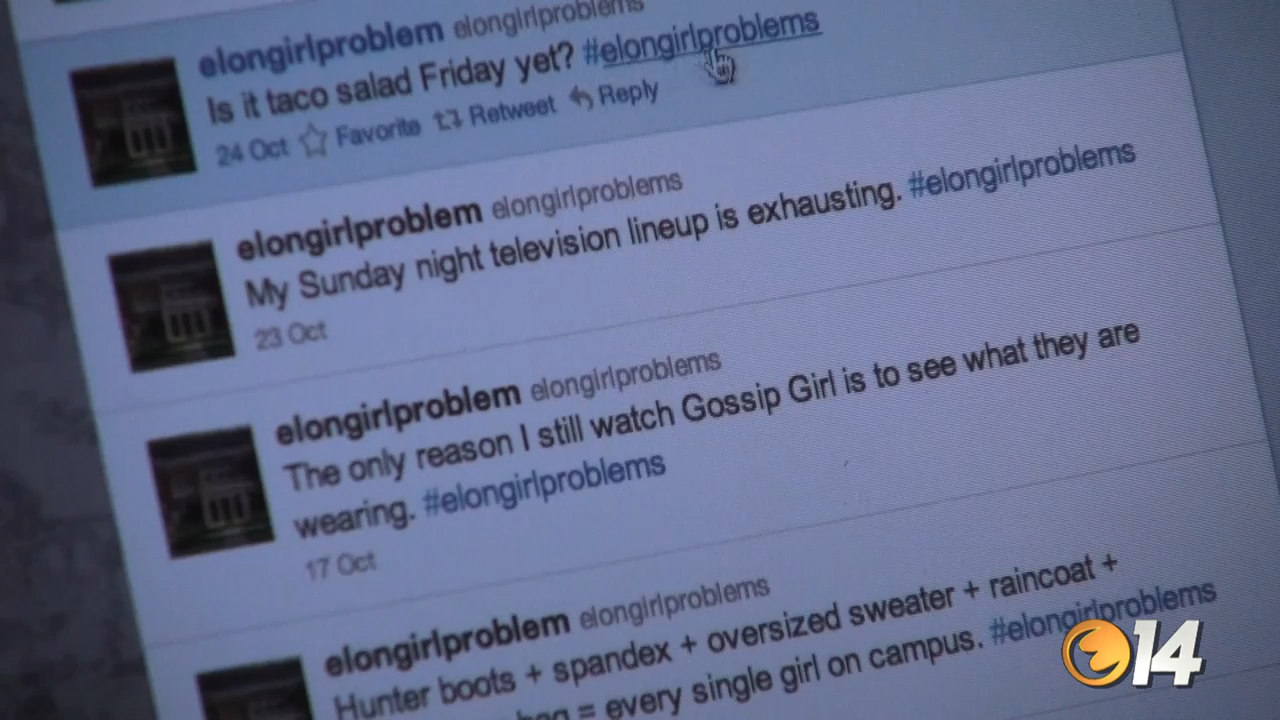 elongirlproblem elongirlproblems
Is it taco salad Friday yet? #elongirlproblems
24 Oct Favorite Retweet Reply
elongirlproblem elongirlproblems
My Sunday night television lineup is exhausting. #elongirlproblems
23 Oct
elongirlproblem elongirlproblems
The only reason I still watch Gossip Girl is to see what they are
wearing. #elongirlproblems
17 Oct
elongirlproblem elongirlproblems
Hunter boots + spandex + oversized sweater + raincoat +
= every single girl on campus. #elongirlproblems
14